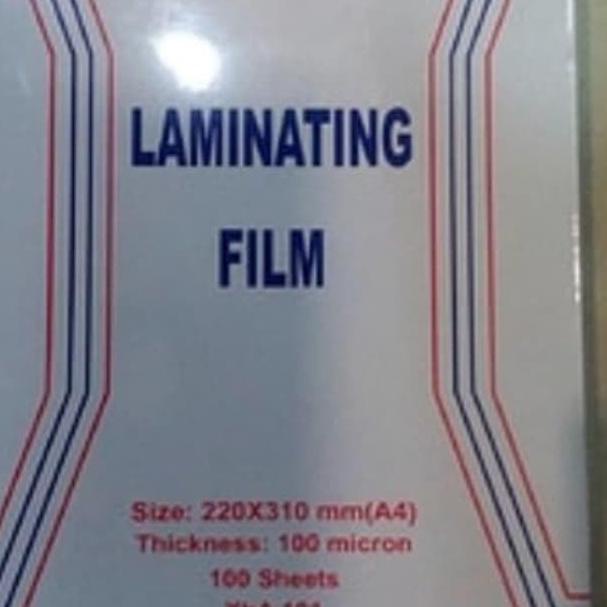 LAMINATING
FILM
Size: 220X310 mm(A4)
Thickness: 100 micron
100 Sheets